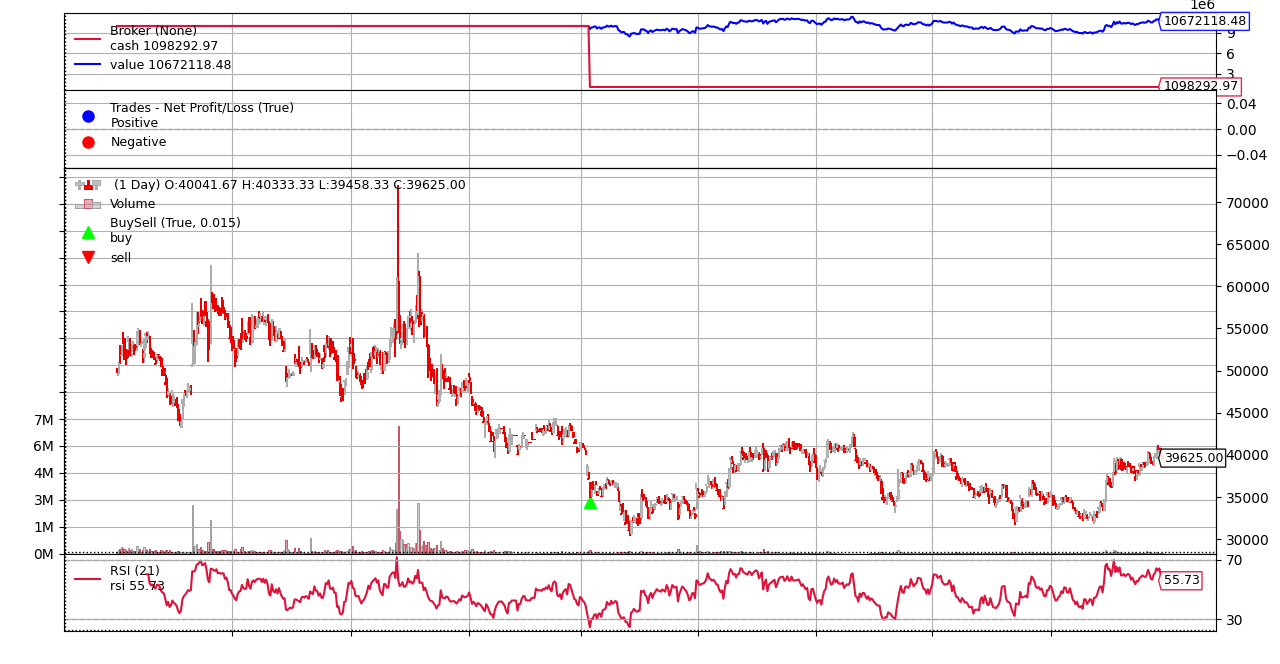 1e6
Broker (None)
cash 1098292.97
value 10672118.48
10672118.48
9
6
3
1098292.97
Trades - Net Profit/Loss (True)
Positive
Negative
0.04
0.00
−0.04
(1 Day) O:40041.67 H:40333.33 L:39458.33 C:39625.00
Volume
BuySell (True, 0.015)
buy
sell
70000
65000
60000
55000
50000
45000
40000
35000
30000
39625.00
7M
6M
4M
3M
1M
0M
RSI (21)
rsi 55.73
70
55.73
30